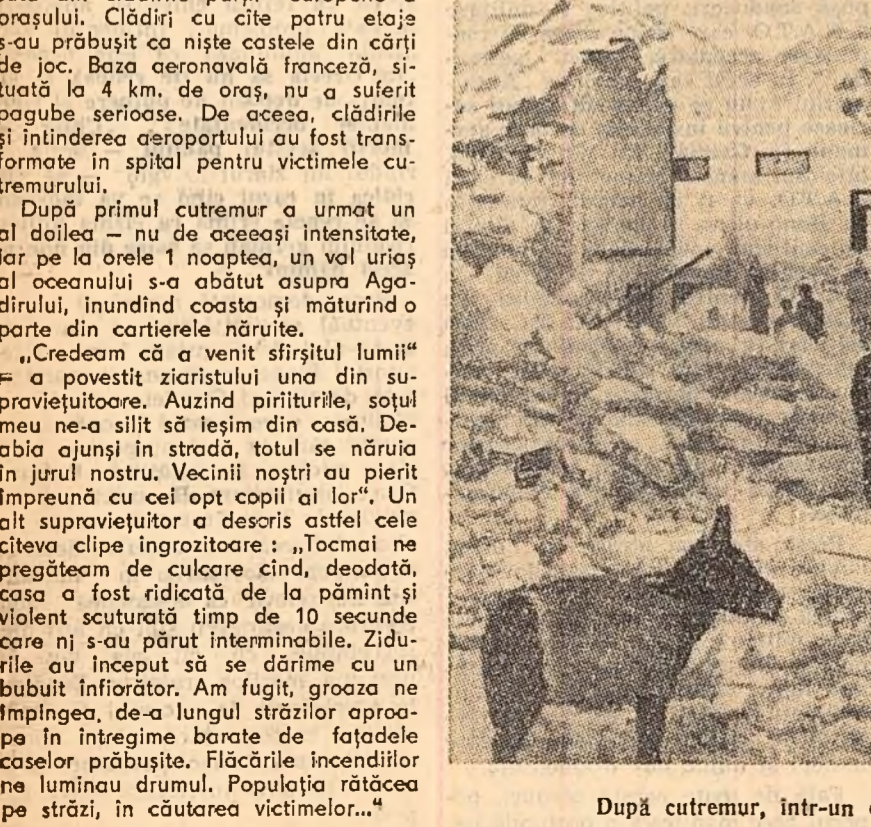 orașului. Clădirj cu cîte patru etaje
s-au prăbușit ca niște castele din cărți
de joc. Baza aeronavală franceză, si-
tuată la 4 km. de oraș, nu a suferit
pagube serioase. De aceea, clădirile
și întinderea aeroportului au fost trans-
formate în spital pentru victimele cu-
tremurului.
După primul cutremur a urmat un
al doilea — nu de aceeași intensitate,
iar pe la orele 1 noaptea, un val uriaș
al oceanului s-a abătut asupra Aga-
dirului, inundînd coasta și măturînd o
parte din cartierele năruite.
„Credeam că a venit sfîrșitul lumii“
— a povestit ziaristului una din su-
praviețuitoare. Auzind pîrîiturile, soțul
meu ne-a silit să ieșim din casă. De-
abia ajunși în stradă, totul se năruia
în jurul nostru. Vecinii noștri au pierit
împreună cu cei opt copii ai lor“. Un
alt supraviețuitor a descris astfel cele
cîteva clipe îngrozitoare : „Tocmai ne
pregăteam de culcare cînd, deodată,
casa a fost ridicată de la pămînt și
violent scuturată timp de 10 secunde
care nj s-au părut interminabile. Zidu-
rile au început să se dărîme cu un
bubuit înfiorător. Am fugit, groaza ne
împingea, de-a lungul străzilor aproa-
pe în întregime barate de fațadele
caselor prăbușite. Flăcările incendiilor
ne luminau drumul. Populația rătăcea
pe străzi, în căutarea victimelor...“
După cutremur, într-un